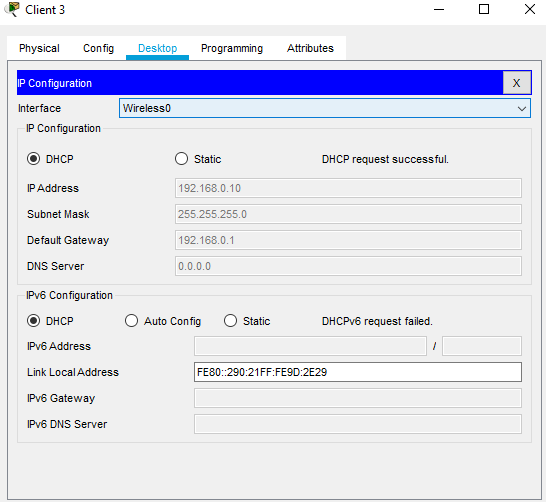 Client 3
Physical Config Desktop Programming Attributes
IP Configuration X
Interface Wireless0
IP Configuration
DHCP Static DHCP request successful.
IP Address 192.168.0.10
Subnet Mask 255.255.255.0
Default Gateway 192.168.0.1
DNS Server 0.0.0.0
IPv6 Configuration
DHCP Auto Config Static DHCPv6 request failed.
IPv6 Address /
Link Local Address FE80::290:21FF:FE9D:2E29
IPv6 Gateway
IPv6 DNS Server